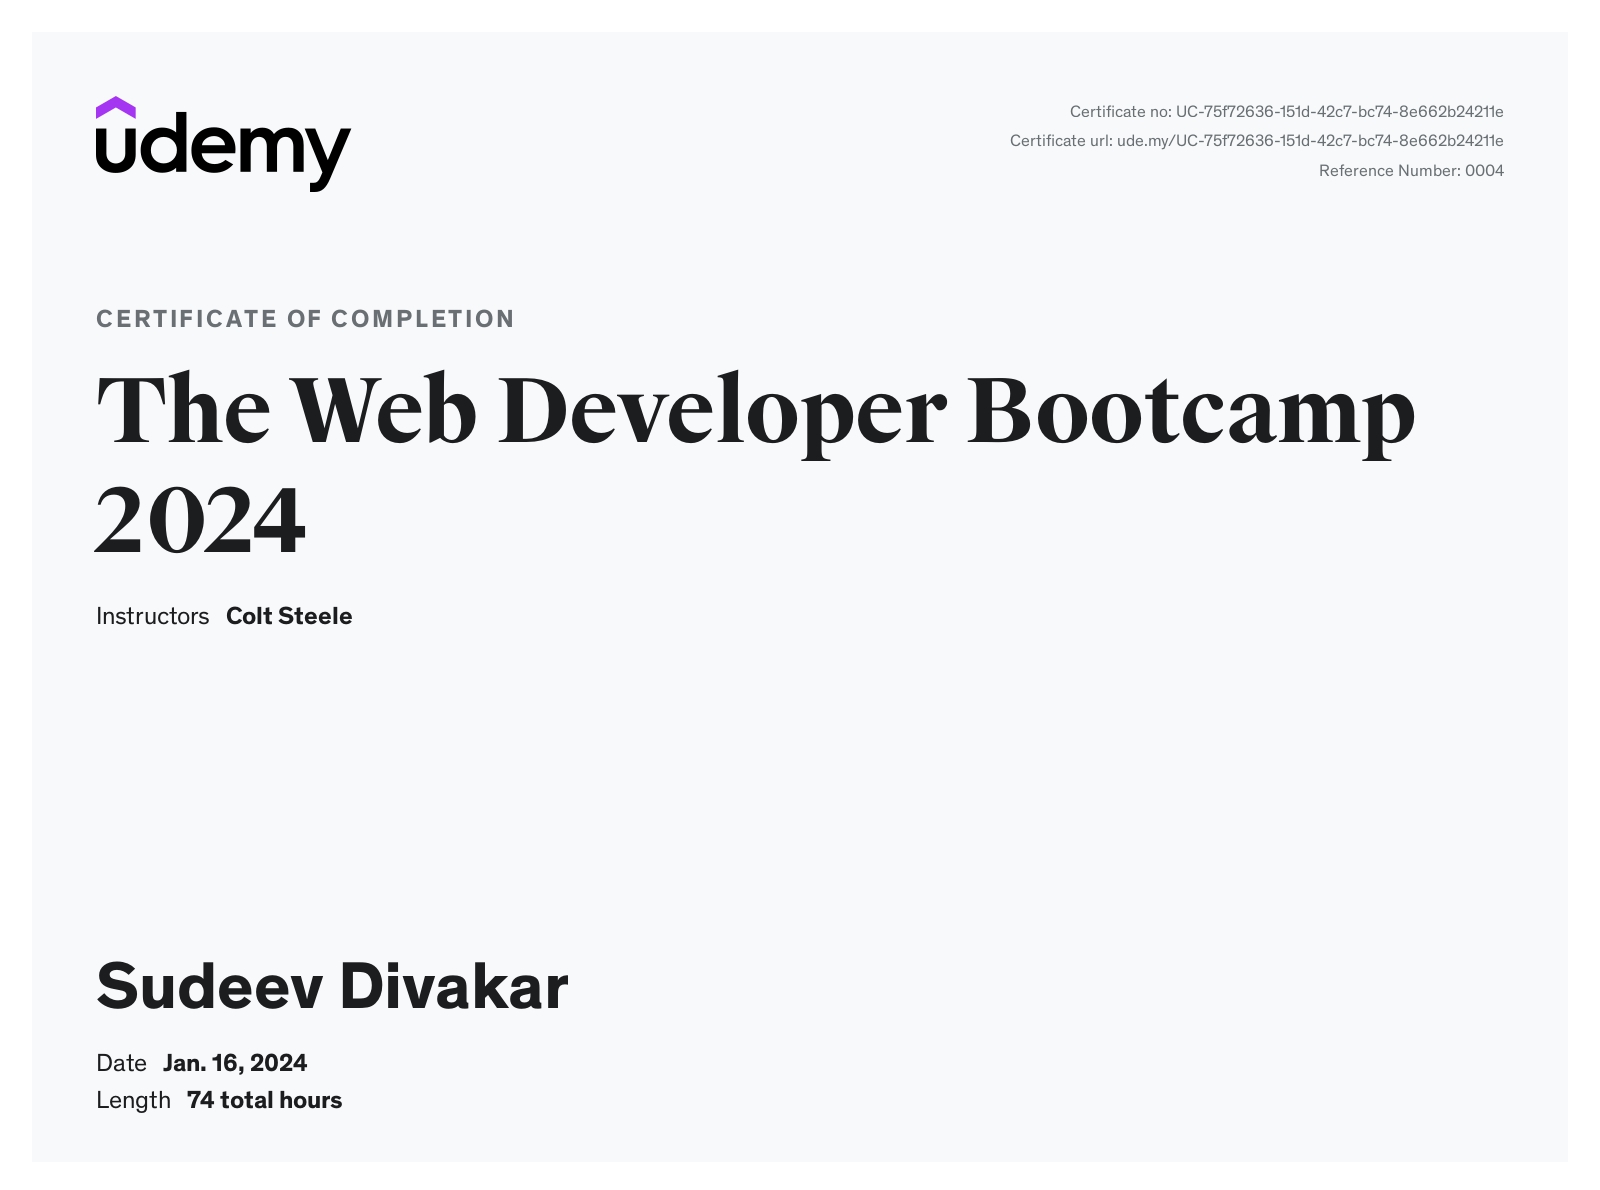 udemy
Certificate no: UC-75f72636-151d-42c7-bc74-8e662b24211e
Certificate url: ude.my/UC-75f72636-151d-42c7-bc74-8e662b24211e
Reference Number: 0004
CERTIFICATE OF COMPLETION
The Web Developer Bootcamp
2024
Instructors Colt Steele
Sudeev Divakar
Date Jan. 16, 2024
Length 74 total hours